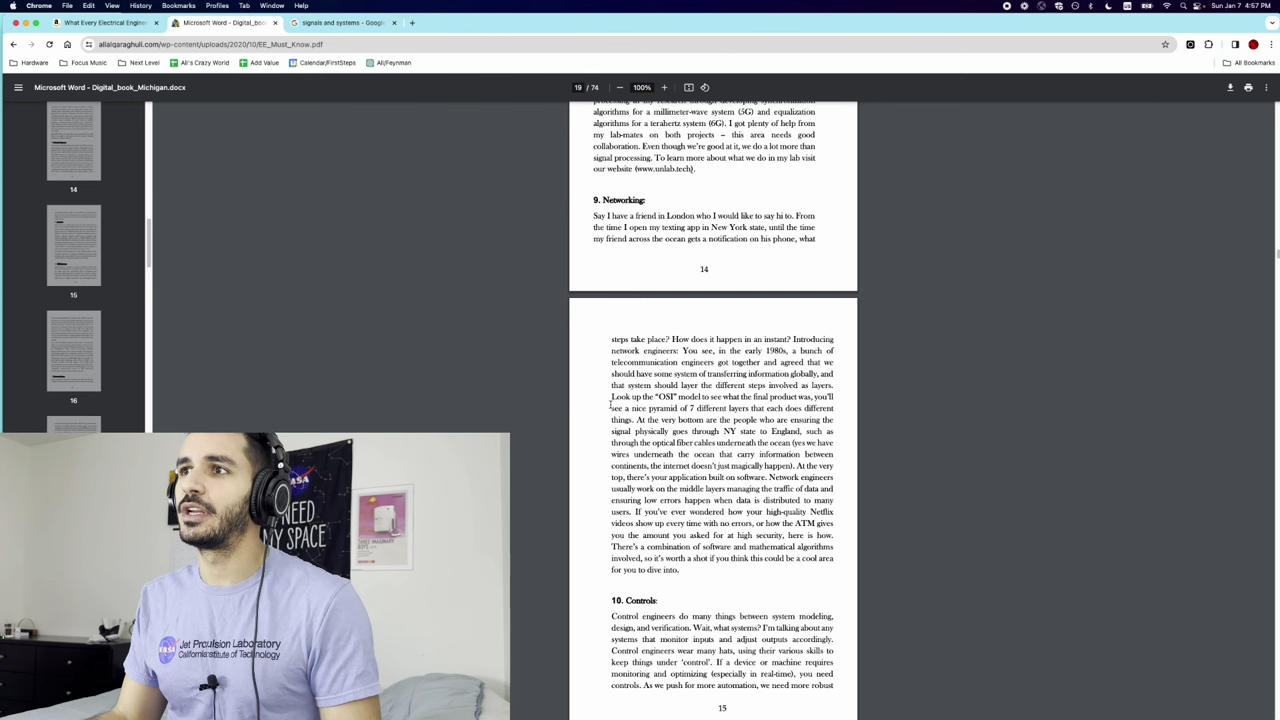 Chrome File Edit View History Bookmarks Profiles Tab Window Help
Sun Jan 7 4:57 PM
What Every Electrical Engine
Microsoft Word - Digital_boo
signals and systems - Google
allalqaraghuli.com/wp-content/uploads/2020/10/EE_Must_Know.pdf
Hardware Focus Music Next Level Ali's Crazy World Add Value Calendar/FirstSteps Ali/Feynman All Bookmarks
Microsoft Word - Digital_book_Michigan.docx
19 / 74
100%
14
15
16
processing in my research through developing synchronization
algorithms for a millimeter-wave system (5G) and equalization
algorithms for a terahertz system (6G). I got plenty of help from
my lab-mates on both projects – this area needs good
collaboration. Even though we're good at it, we do a lot more than
signal processing. To learn more about what we do in my lab visit
our website (www.unlab.tech).
9. Networking:
Say I have a friend in London who I would like to say hi to. From
the time I open my texting app in New York state, until the time
my friend across the ocean gets a notification on his phone, what
14
steps take place? How does it happen in an instant? Introducing
network engineers: You see, in the early 1980s, a bunch of
telecommunication engineers got together and agreed that we
should have some system of transferring information globally, and
that system should layer the different steps involved as layers.
Look up the "OSI" model to see what the final product was, you'll
see a nice pyramid of 7 different layers that each does different
things. At the very bottom are the people who are ensuring the
signal physically goes through NY state to England, such as
through the optical fiber cables underneath the ocean (yes we have
wires underneath the ocean that carry information between
continents, the internet doesn't just magically happen). At the very
top, there's your application built on software. Network engineers
usually work on the middle layers managing the traffic of data and
ensuring low errors happen when data is distributed to many
users. If you've ever wondered how your high-quality Netflix
videos show up every time with no errors, or how the ATM gives
you the amount you asked for at high security, here is how.
There's a combination of software and mathematical algorithms
involved, so it's worth a shot if you think this could be a cool area
for you to dive into.
10. Controls:
Control engineers do many things between system modeling,
design, and verification. Wait, what systems? I'm talking about any
systems that monitor inputs and adjust outputs accordingly.
Control engineers wear many hats, using their various skills to
keep things under 'control'. If a device or machine requires
monitoring and optimizing (especially in real-time), you need
controls. As we push for more automation, we need more robust
15
NASA
I NEED
MY SPACE
THREE IMAGINARY
BOYS
Jet Propulsion Laboratory
California Institute of Technology